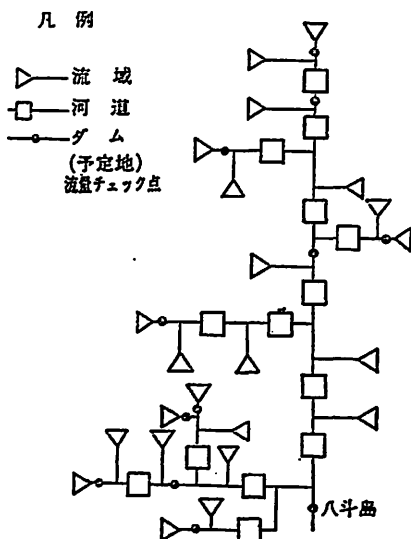 凡例
流域
河道
ダム
(予定地)
流量チェック点
八斗島